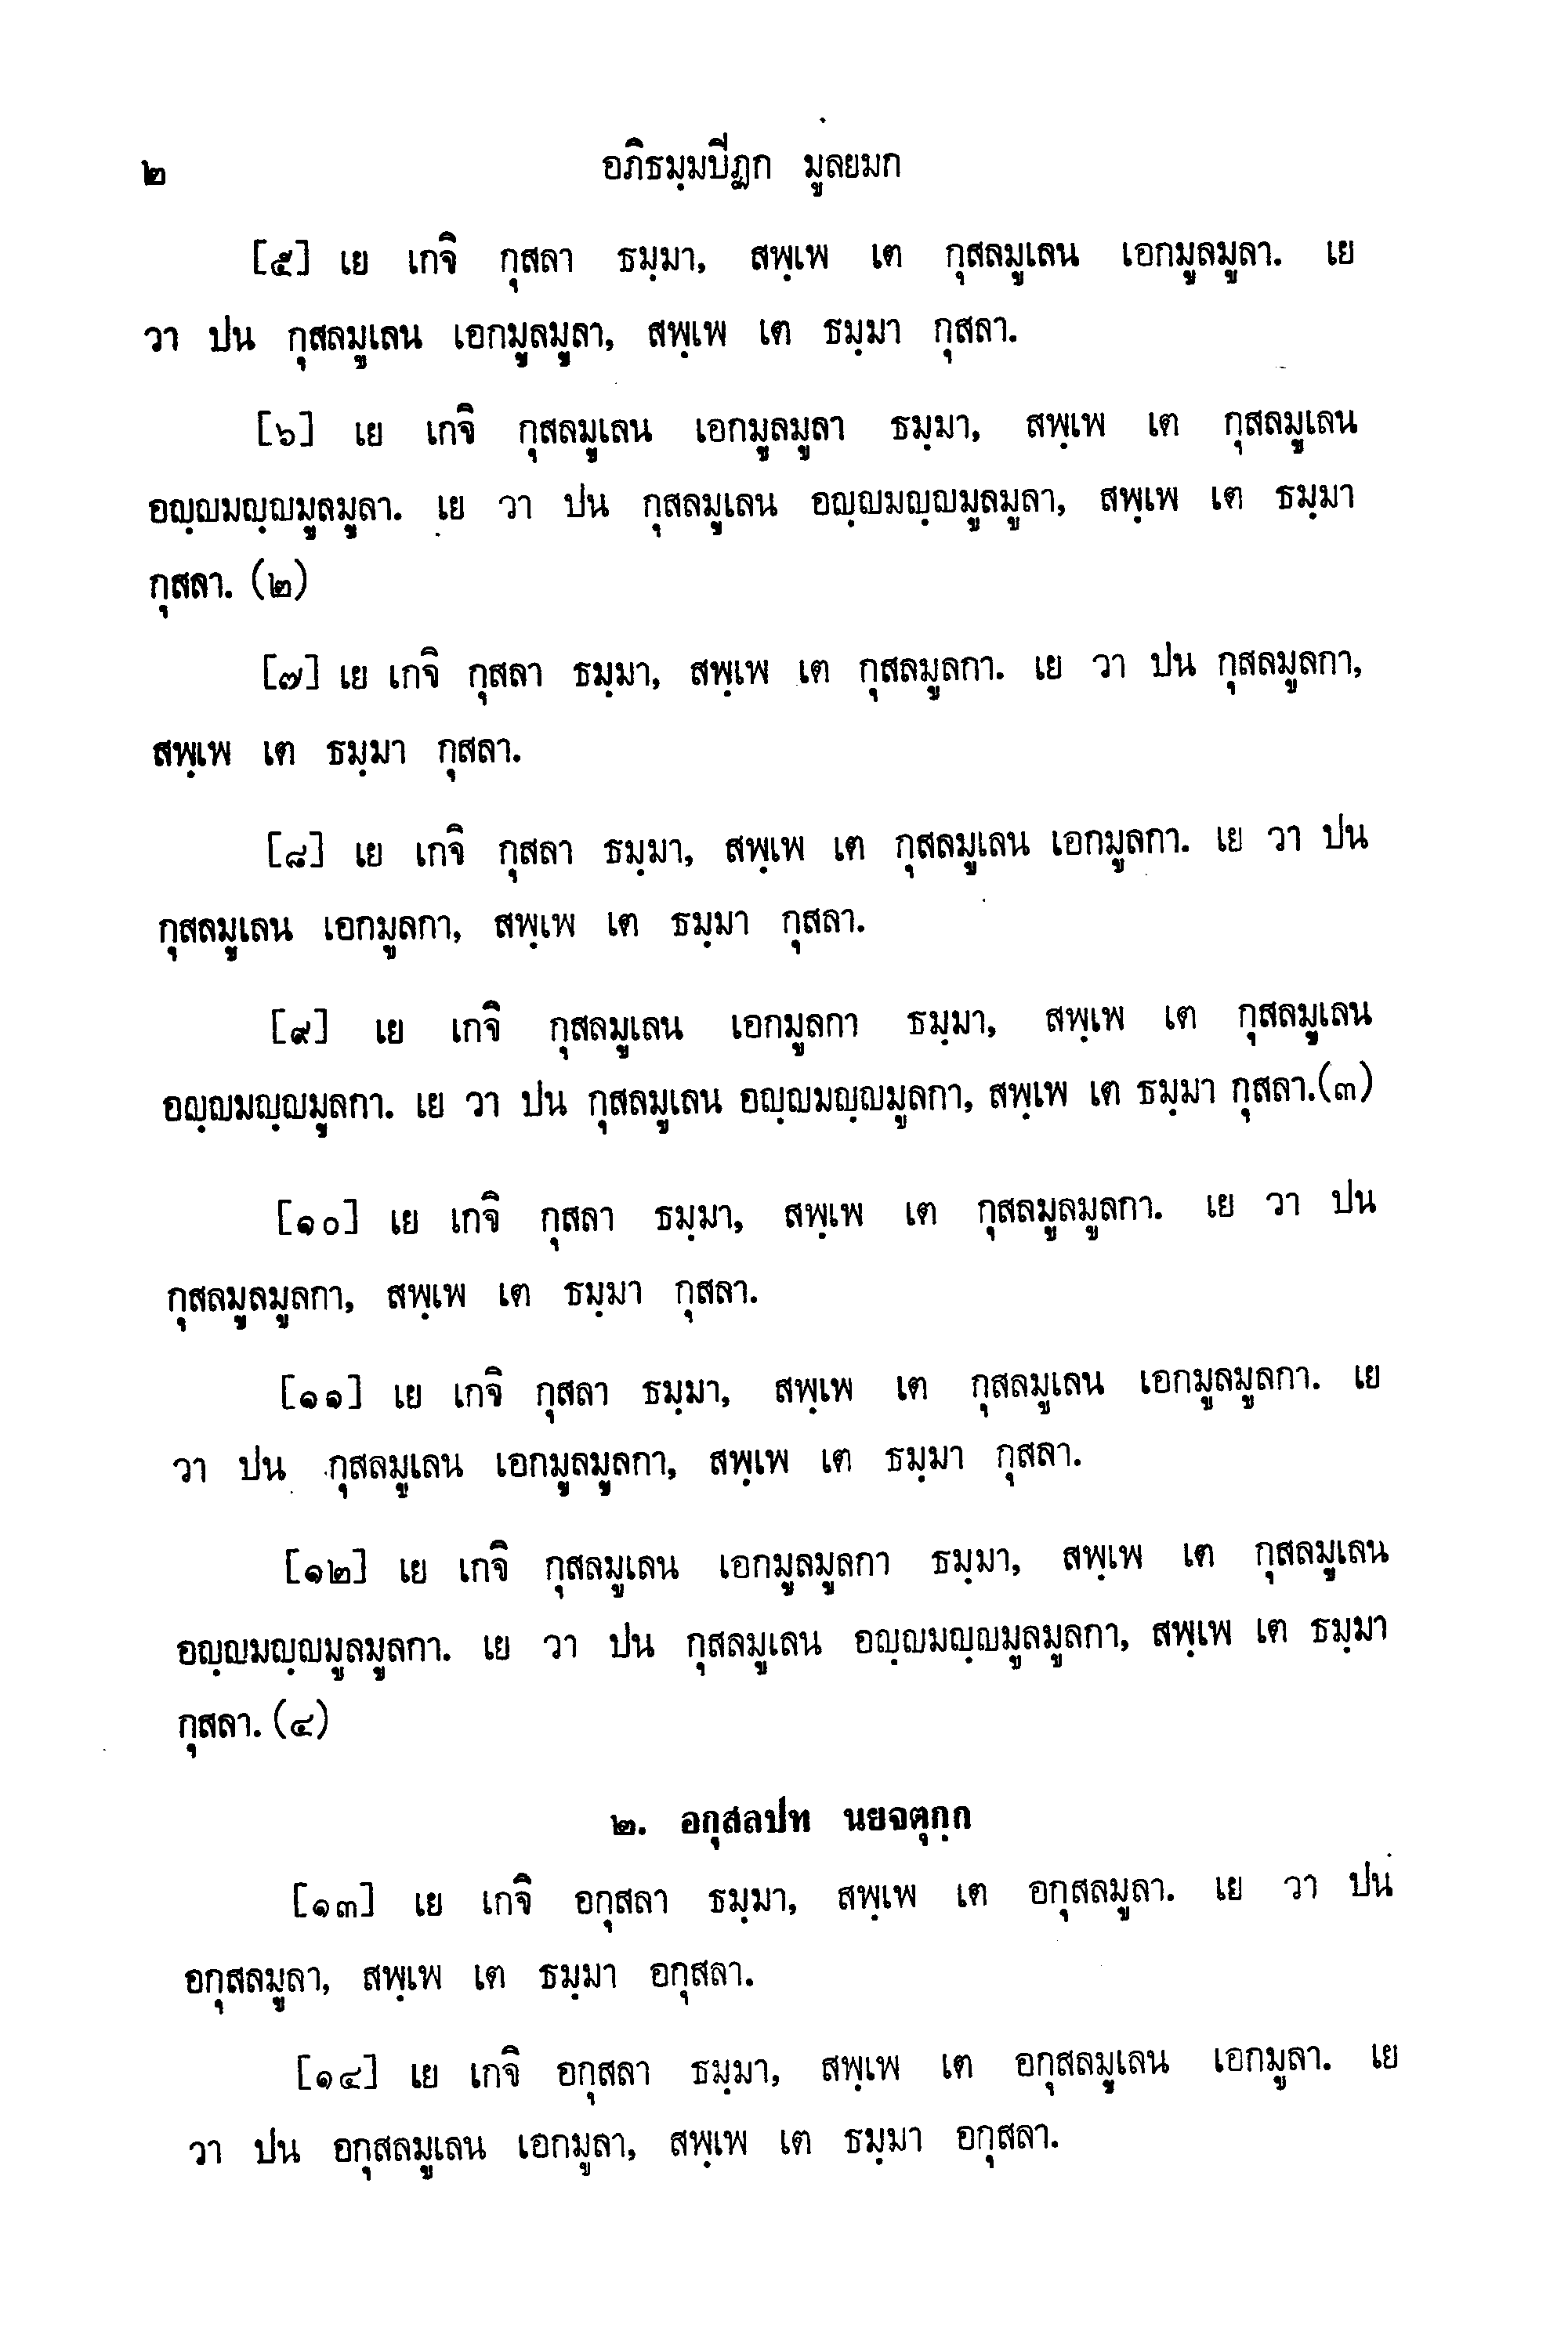 ๒ อภิธมฺมปีฏก มูลยมก
[๕] เย เกจิ กุสลา ธมฺมา, สพฺเพ เต กุสลมูเลน เอกมูลมูลา. เย
วา ปน กุสลมูเลน เอกมูลมูลา, สพฺเพ เต ธมฺมา กุสลา.
[๖] เย เกจิ กุสลมูเลน เอกมูลมูลา ธมฺมา, สพฺเพ เต กุสลมูเลน
อญฺญมญฺญมูลมูลา. เย วา ปน กุสลมูเลน อญฺญมญฺญมูลมูลา, สพฺเพ เต ธมฺมา
กุสลา. (๒)
[๗] เย เกจิ กุสลา ธมฺมา, สพฺเพ เต กุสลมูลกา. เย วา ปน กุสลมูลกา,
สพฺเพ เต ธมฺมา กุสลา.
[๘] เย เกจิ กุสลา ธมฺมา, สพฺเพ เต กุสลมูเลน เอกมูลกา. เย วา ปน
กุสลมูเลน เอกมูลกา, สพฺเพ เต ธมฺมา กุสลา.
[๙] เย เกจิ กุสลมูเลน เอกมูลกา ธมฺมา, สพฺเพ เต กุสลมูเลน
อญฺญมญฺญมูลกา. เย วา ปน กุสลมูเลน อญฺญมญฺญมูลกา, สพฺเพ เต ธมฺมา กุสลา.(๓)
[๑๐] เย เกจิ กุสลา ธมฺมา, สพฺเพ เต กุสลมูลมูลกา. เย วา ปน
กุสลมูลมูลกา, สพฺเพ เต ธมฺมา กุสลา.
[๑๑] เย เกจิ กุสลา ธมฺมา, สพฺเพ เต กุสลมูเลน เอกมูลมูลกา. เย
วา ปน กุสลมูเลน เอกมูลมูลกา, สพฺเพ เต ธมฺมา กุสลา.
[๑๒] เย เกจิ กุสลมูเลน เอกมูลมูลกา ธมฺมา, สพฺเพ เต กุสลมูเลน
อญฺญมญฺญมูลมูลกา. เย วา ปน กุสลมูเลน อญฺญมญฺญมูลมูลกา, สพฺเพ เต ธมฺมา
กุสลา. (๔)
๒. อกุสลปท นยจตุกฺก
[๑๓] เย เกจิ อกุสลา ธมฺมา, สพฺเพ เต อกุสลมูลา. เย วา ปน
อกุสลมูลา, สพฺเพ เต ธมฺมา อกุสลา.
[๑๔] เย เกจิ อกุสลา ธมฺมา, สพฺเพ เต อกุสลมูเลน เอกมูลา. เย
วา ปน อกุสลมูเลน เอกมูลา, สพฺเพ เต ธมฺมา อกุสลา.